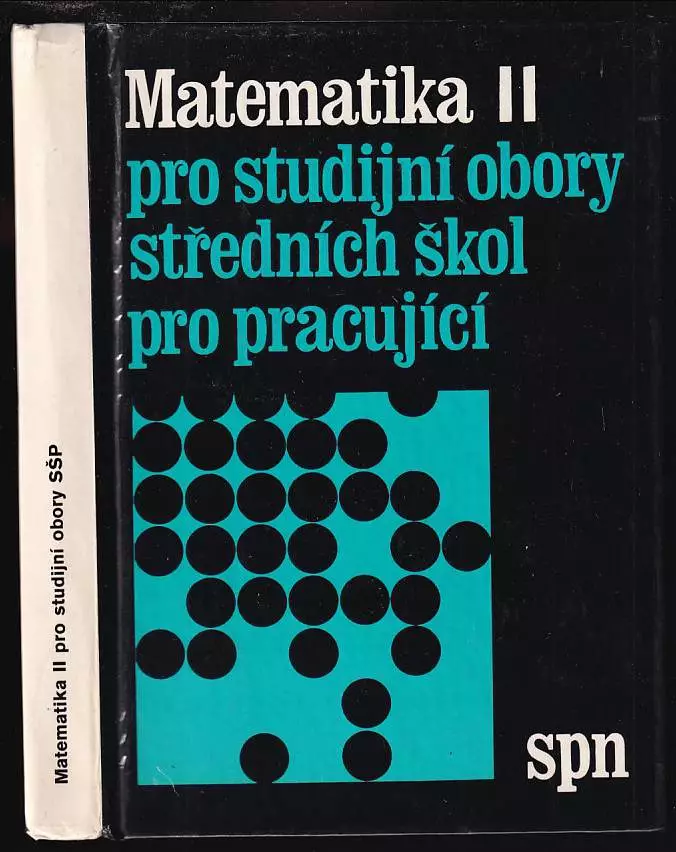 Matematika II pro studijní obory SŠP
Matematika II
pro studijní obory
středních škol
pro pracující
spn